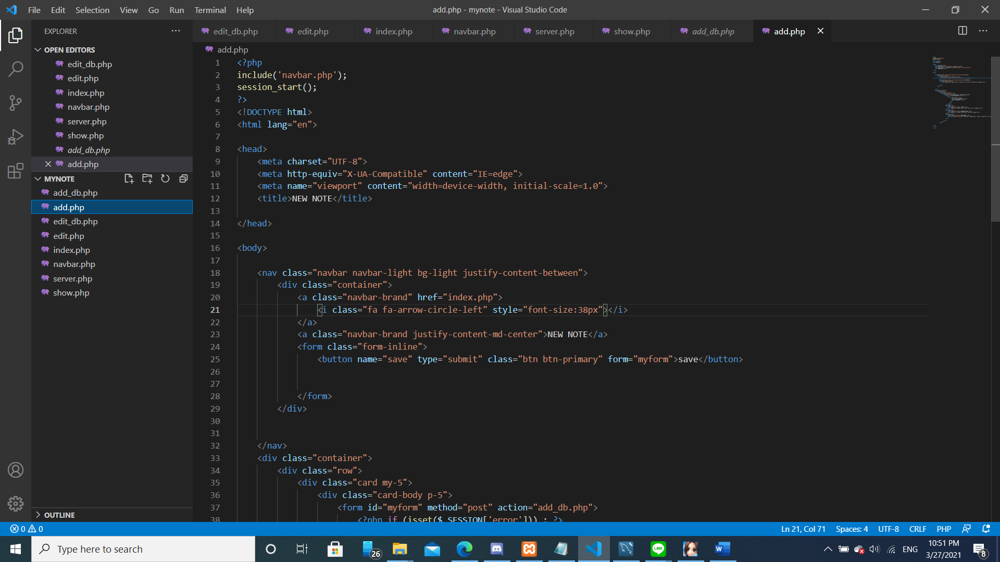 File Edit Selection View Go Run Terminal Help
add.php - mynote - Visual Studio Code
EXPLORER
OPEN EDITORS
edit_db.php
edit.php
index.php
navbar.php
server.php
show.php
add_db.php
add.php
MYNOTE
add_db.php
add.php
edit_db.php
edit.php
index.php
navbar.php
server.php
show.php
OUTLINE
edit_db.php edit.php index.php navbar.php server.php show.php add_db.php add.php
add.php
1 <?php
2 include('navbar.php');
3 session_start();
4 ?>
5 <!DOCTYPE html>
6 <html lang="en">
7
8 <head>
9 <meta charset="UTF-8">
10 <meta http-equiv="X-UA-Compatible" content="IE=edge">
11 <meta name="viewport" content="width=device-width, initial-scale=1.0">
12 <title>NEW NOTE</title>
13
14 </head>
15
16 <body>
17
18 <nav class="navbar navbar-light bg-light justify-content-between">
19 <div class="container">
20 <a class="navbar-brand" href="index.php">
21 <i class="fa fa-arrow-circle-left" style="font-size:38px"></i>
22 </a>
23 <a class="navbar-brand justify-content-md-center">NEW NOTE</a>
24 <form class="form-inline">
25 <button name="save" type="submit" class="btn btn-primary" form="myform">save</button>
26
27
28 </form>
29 </div>
30
31
32 </nav>
33 <div class="container">
34 <div class="row">
35 <div class="card my-5">
36 <div class="card-body p-5">
37 <form id="myform" method="post" action="add_db.php">
38 <?php if (isset($_SESSION['error'])) : ?>
0 0
Ln 21, Col 71 Spaces: 4 UTF-8 CRLF PHP
Type here to search
26
LINE
W
ENG
10:51 PM
3/27/2021
8